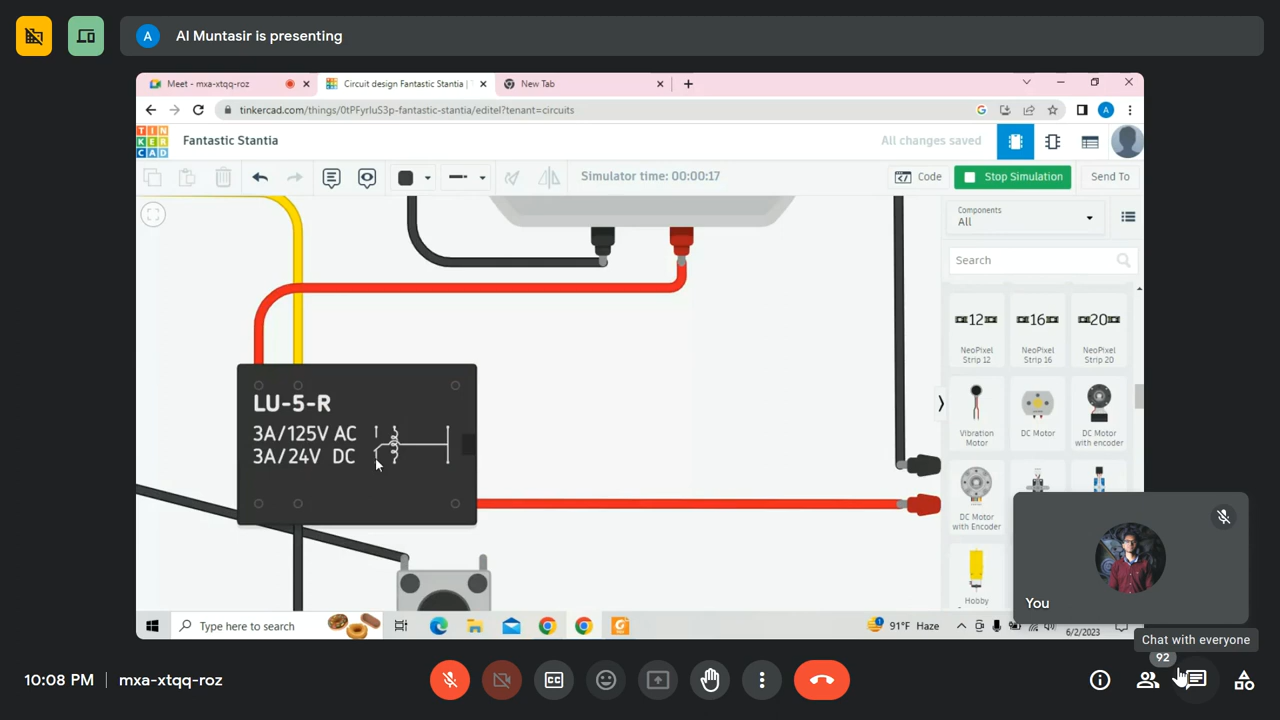 A
Al Muntasir is presenting
Meet - mxa-xtqq-roz
Circuit design Fantastic Stantia |
New Tab
tinkercad.com/things/0tPFyrluS3p-fantastic-stantia/editel?tenant=circuits
A
TIN
KER
CAD
Fantastic Stantia
All changes saved
Simulator time: 00:00:17
Code
Stop Simulation
Send To
Components
All
Search
12
16
20
NeoPixel
Strip 12
NeoPixel
Strip 16
NeoPixel
Strip 20
Vibration
Motor
DC Motor
DC Motor
with encoder
DC Motor
with Encoder
Hobby
LU-5-R
3A/125V AC
3A/24V DC
You
Type here to search
91°F Haze
6/2/2023
Chat with everyone
92
10:08 PM
mxa-xtqq-roz
CC